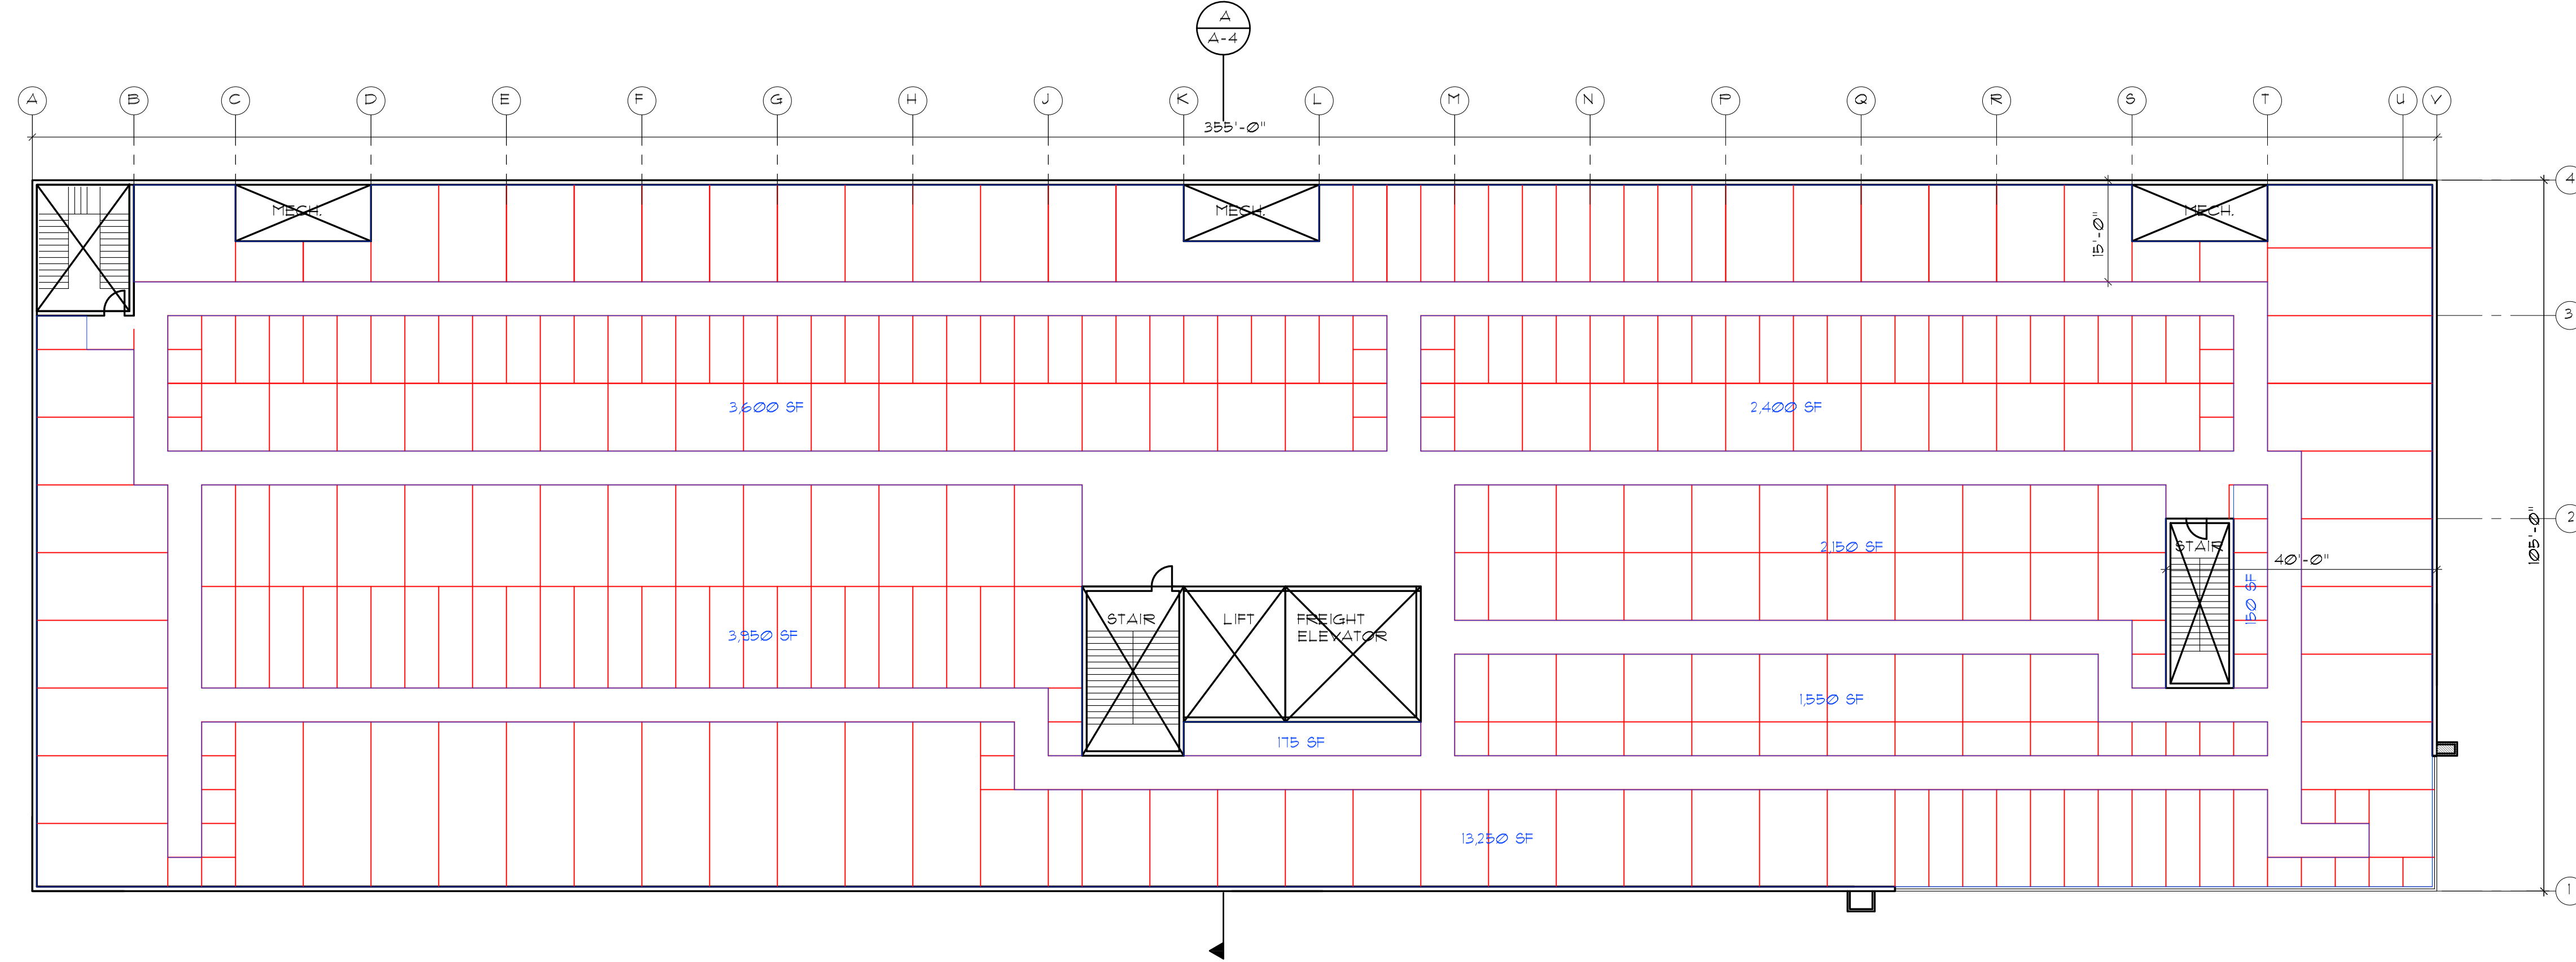 A
A-4
A B C D E F G H J K L M N P Q R S T U V
355'-0"
4
MECH. MECH. MECH.
15'-0"
3
3,600 SF 2,400 SF
2
105'-0"
2,150 SF STAIR
40'-0"
150 SF
STAIR LIFT FREIGHT
ELEVATOR
3,950 SF
1,550 SF
175 SF
13,250 SF
1